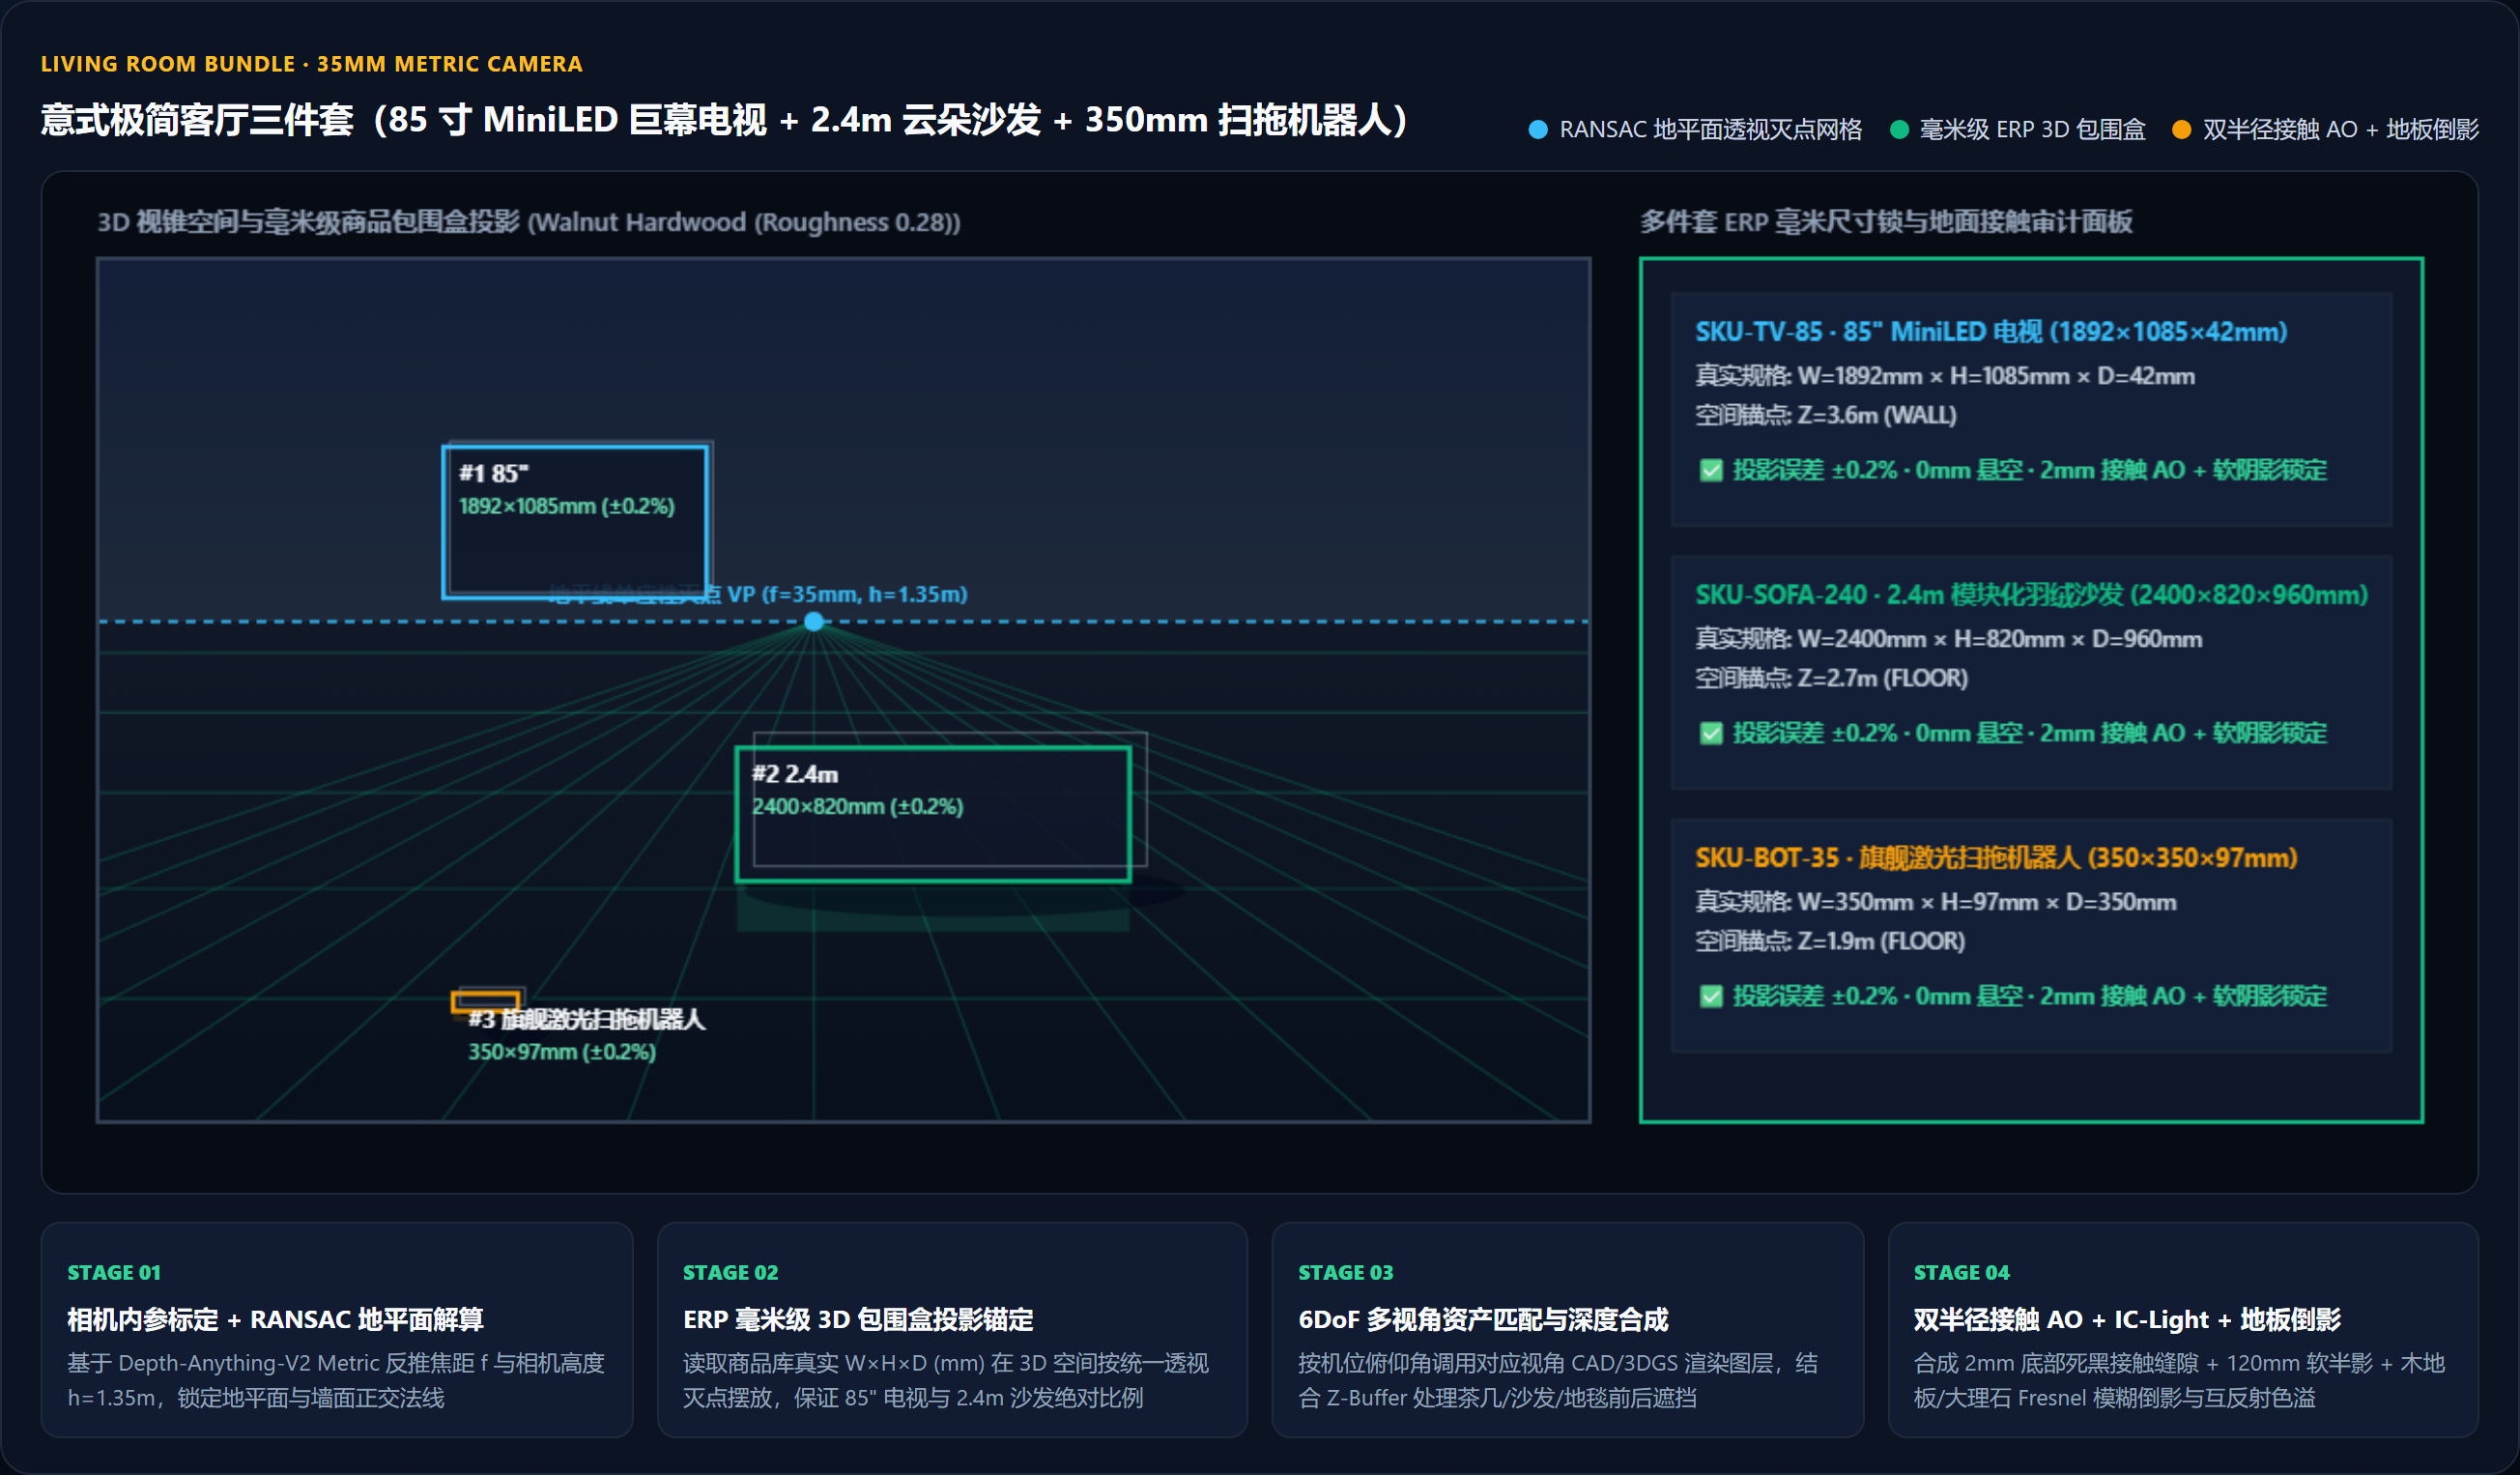 LIVING ROOM BUNDLE · 35MM METRIC CAMERA
意式极简客厅三件套（85 寸 MiniLED 巨幕电视 + 2.4m 云朵沙发 + 350mm 扫拖机器人）
RANSAC 地平面透视灭点网格
毫米级 ERP 3D 包围盒
双半径接触 AO + 地板倒影
3D 视锥空间与毫米级商品包围盒投影 (Walnut Hardwood (Roughness 0.28))
#1 85"
1892×1085mm (±0.2%)
点 VP (f=35mm, h=1.35m)
#2 2.4m
2400×820mm (±0.2%)
#3 旗舰激光扫拖机器人
350×97mm (±0.2%)
多件套 ERP 毫米尺寸锁与地面接触审计面板
SKU-TV-85 · 85" MiniLED 电视 (1892×1085×42mm)
真实规格: W=1892mm × H=1085mm × D=42mm
空间锚点: Z=3.6m (WALL)
✅ 投影误差 ±0.2% · 0mm 悬空 · 2mm 接触 AO + 软阴影锁定
SKU-SOFA-240 · 2.4m 模块化羽绒沙发 (2400×820×960mm)
真实规格: W=2400mm × H=820mm × D=960mm
空间锚点: Z=2.7m (FLOOR)
✅ 投影误差 ±0.2% · 0mm 悬空 · 2mm 接触 AO + 软阴影锁定
SKU-BOT-35 · 旗舰激光扫拖机器人 (350×350×97mm)
真实规格: W=350mm × H=97mm × D=350mm
空间锚点: Z=1.9m (FLOOR)
✅ 投影误差 ±0.2% · 0mm 悬空 · 2mm 接触 AO + 软阴影锁定
STAGE 01
相机内参标定 + RANSAC 地平面解算
基于 Depth-Anything-V2 Metric 反推焦距 f 与相机高度
h=1.35m，锁定地平面与墙面正交法线
STAGE 02
ERP 毫米级 3D 包围盒投影锚定
读取商品库真实 W×H×D (mm) 在 3D 空间按统一透视
灭点摆放，保证 85" 电视与 2.4m 沙发绝对比例
STAGE 03
6DoF 多视角资产匹配与深度合成
按机位俯仰角调用对应视角 CAD/3DGS 渲染图层，结
合 Z-Buffer 处理茶几/沙发/地毯前后遮挡
STAGE 04
双半径接触 AO + IC-Light + 地板倒影
合成 2mm 底部死黑接触缝隙 + 120mm 软半影 + 木地
板/大理石 Fresnel 模糊倒影与互反射色溢